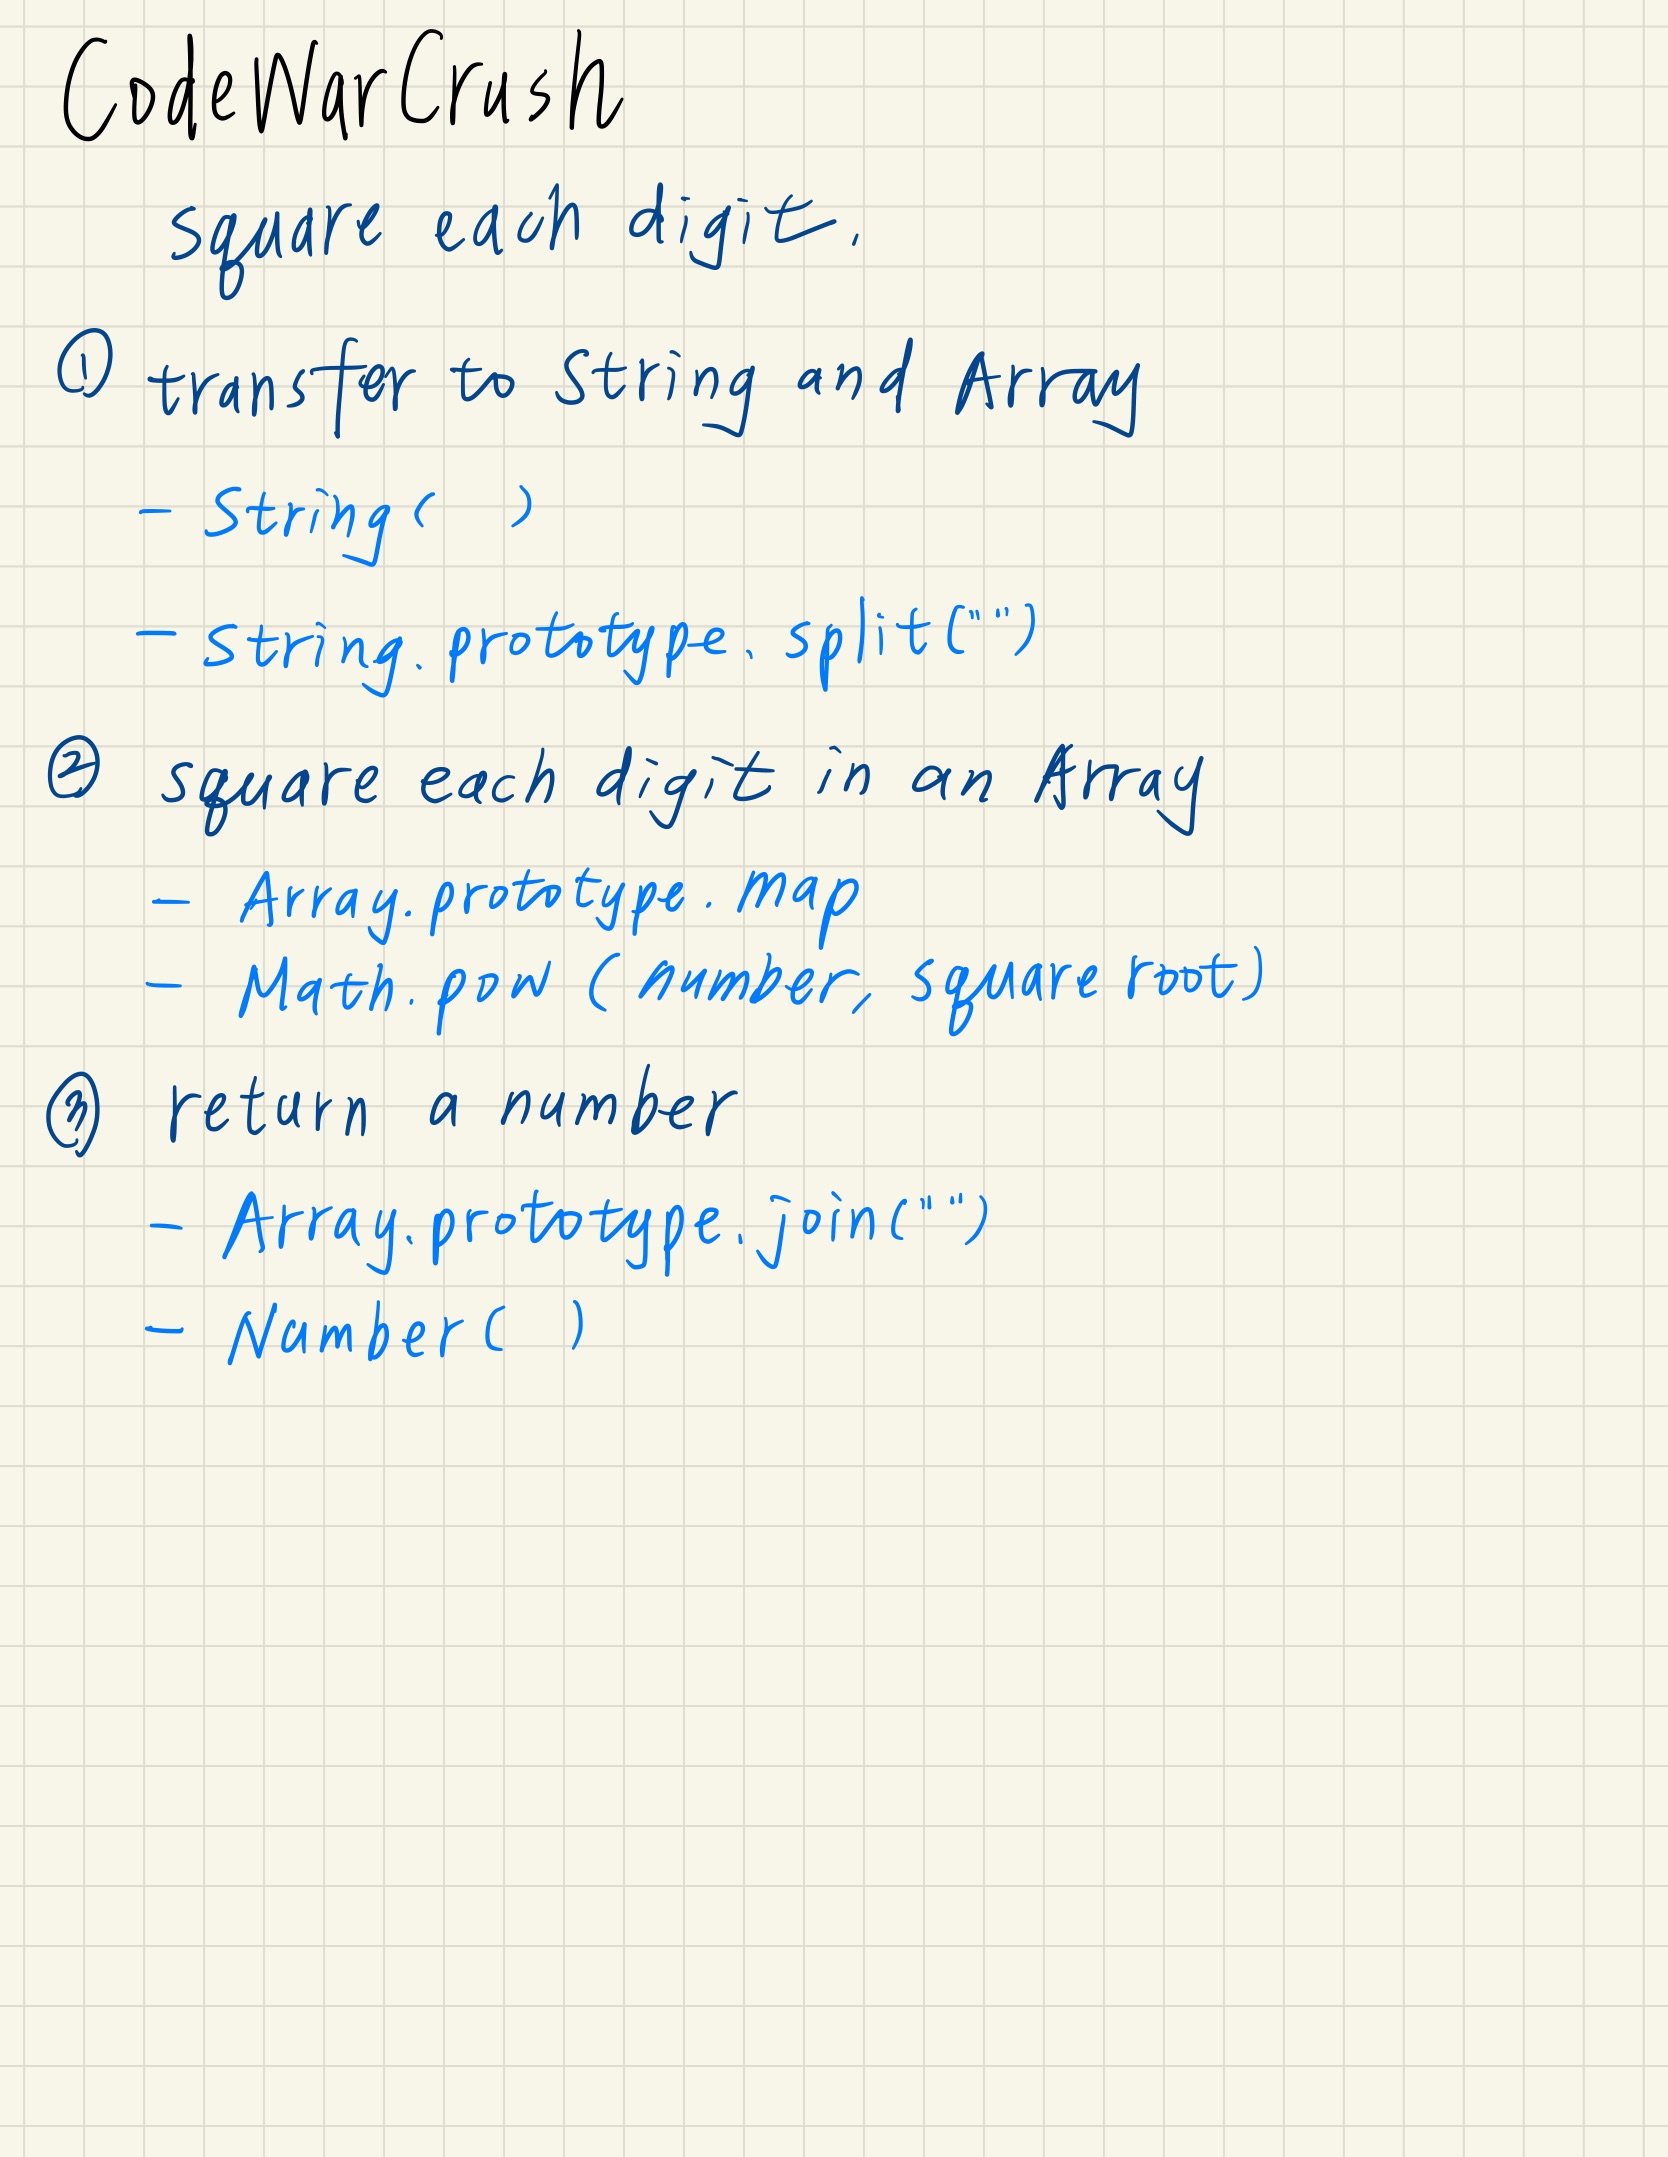 CodeWarCrush
square each digit.
① transfer to String and Array
- String( )
- String.prototype.split("")
② square each digit in an Array
- Array.prototype.map
- Math.pow (number, square root)
③ return a number
- Array.prototype.join("")
- Number( )